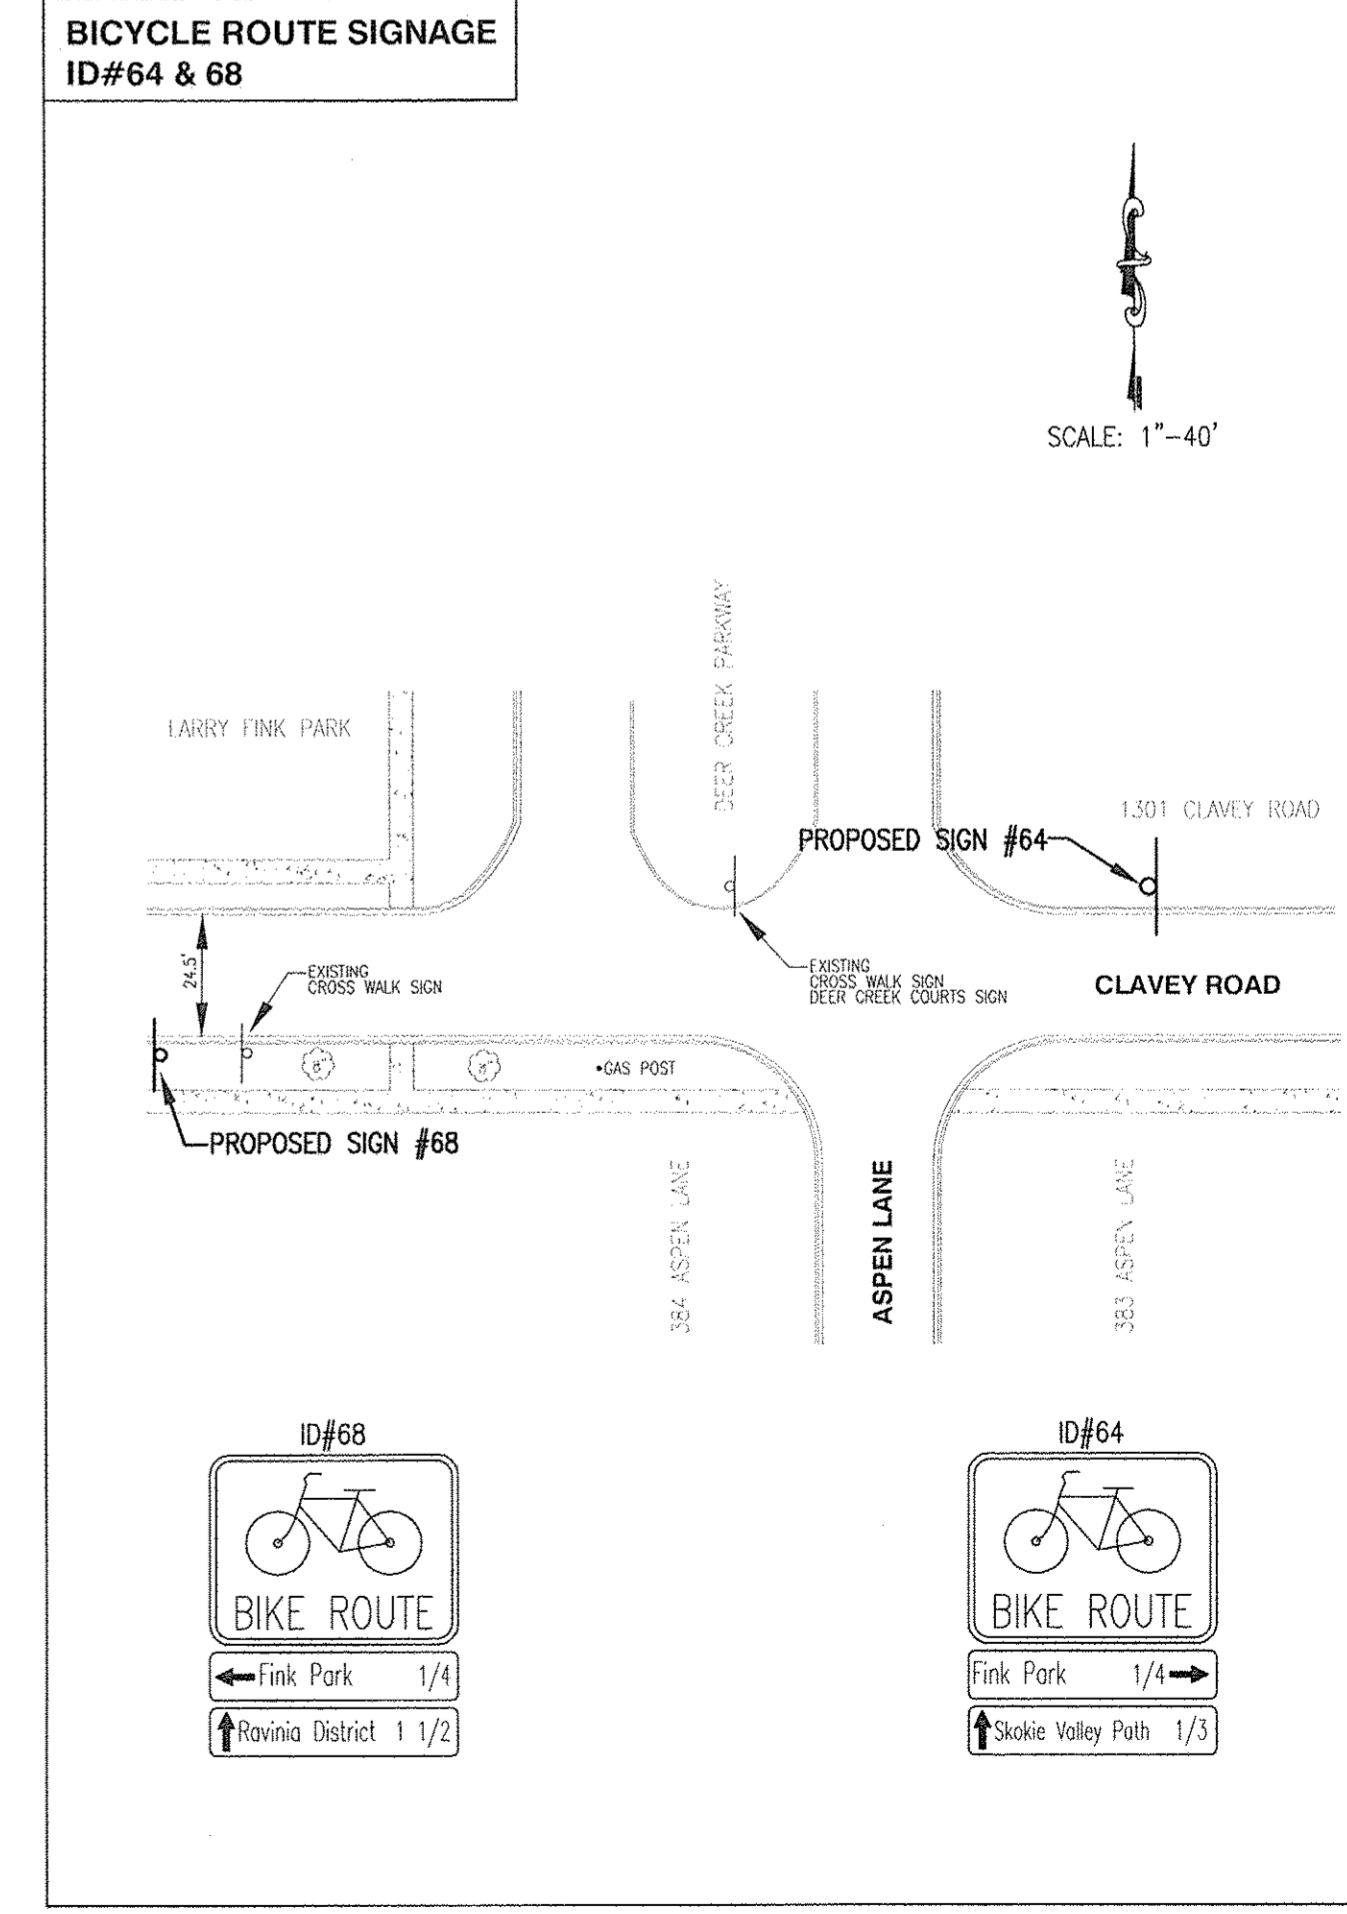 BICYCLE ROUTE SIGNAGE
ID#64 & 68
SCALE: 1"-40'
DEER CREEK PARKWAY
LARRY FINK PARK
1301 CLAVEY ROAD
PROPOSED SIGN #64
24.5'
EXISTING
CROSS WALK SIGN
EXISTING
CROSS WALK SIGN
DEER CREEK COURTS SIGN
CLAVEY ROAD
8"
8"
GAS POST
PROPOSED SIGN #68
384 ASPEN LANE
ASPEN LANE
383 ASPEN LANE
ID#68
BIKE ROUTE
Fink Park 1/4
Ravinia District 1 1/2
ID#64
BIKE ROUTE
Fink Park 1/4
Skokie Valley Path 1/3